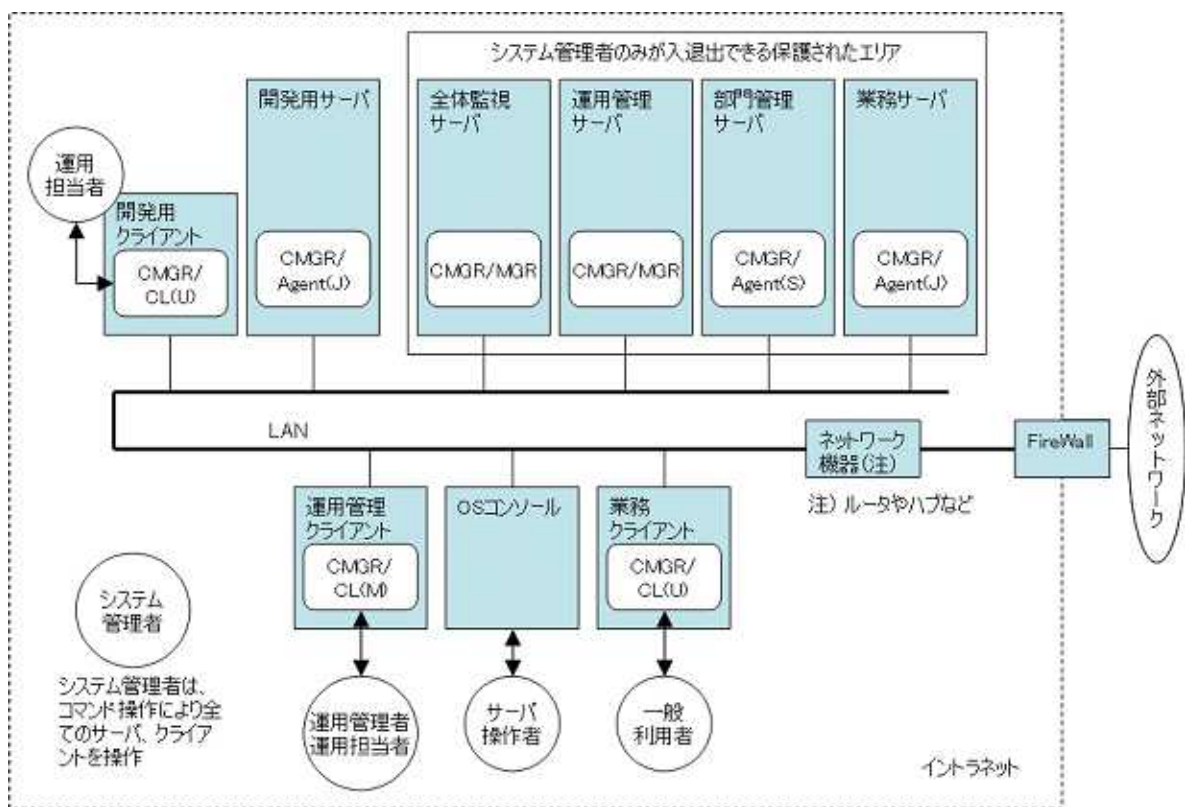 システム管理者のみが入退出できる保護されたエリア
開発用サーバ
全体監視
サーバ
運用管理
サーバ
部門管理
サーバ
業務サーバ
運用
担当者
開発用
クライアント
CMGR/
CL(U)
CMGR/
Agent(J)
CMGR/MGR
CMGR/MGR
CMGR/
Agent(S)
CMGR/
Agent(J)
LAN
ネットワーク
機器(注)
FireWall
外部ネットワーク
注) ルータやハブなど
運用管理
クライアント
CMGR/
CL(M)
OSコンソール
業務
クライアント
CMGR/
CL(U)
システム
管理者
システム管理者は、
コマンド操作により全
てのサーバ、クライア
ントを操作
運用管理者
運用担当者
サーバ
操作者
一般
利用者
イントラネット